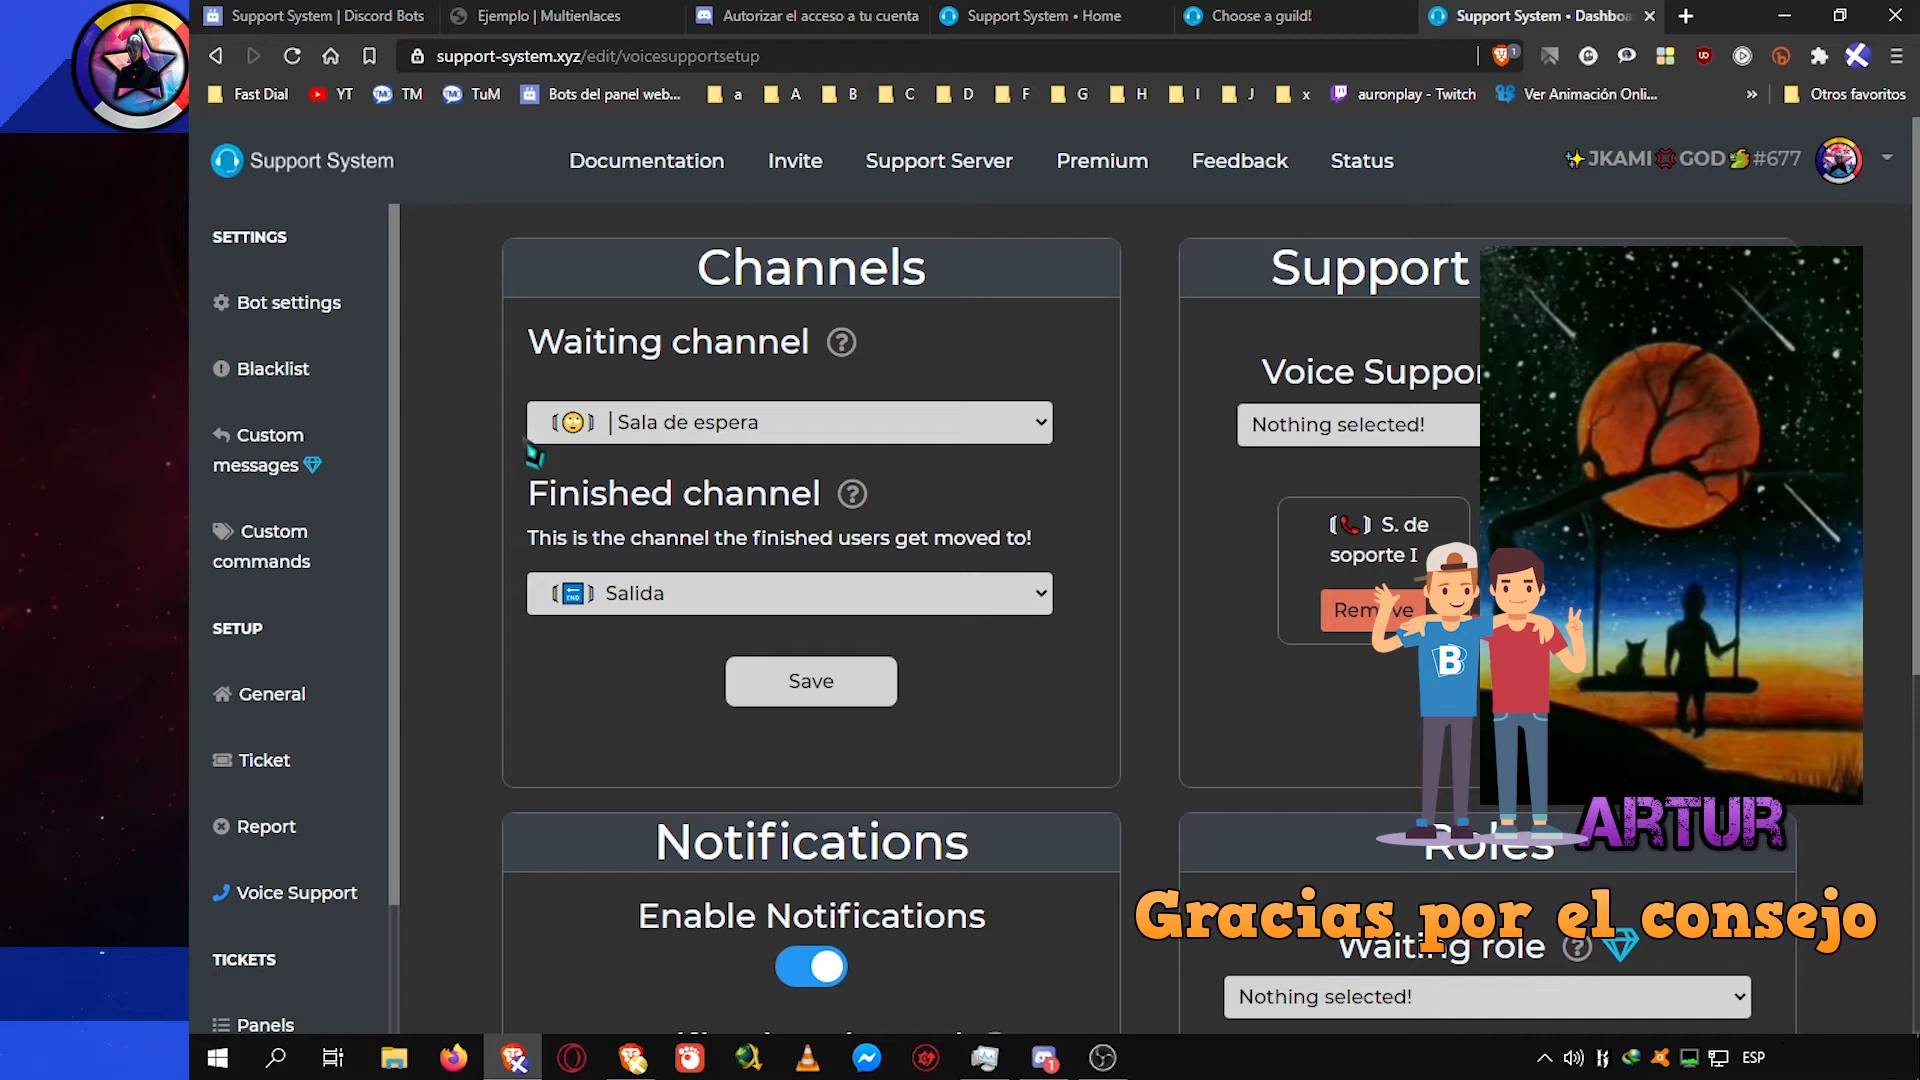 Support System | Discord Bots
Ejemplo | Multienlaces
Autorizar el acceso a tu cuenta
Support System • Home
Choose a guild!
Support System • Dashboa
support-system.xyz/edit/voicesupportsetup
1
Fast Dial
YT
TM
TuM
Bots del panel web...
a
A
B
C
D
F
G
H
I
J
x
auronplay - Twitch
Ver Animación Onli...
»
Otros favoritos
Support System
Documentation
Invite
Support Server
Premium
Feedback
Status
JKAMI GOD #677
SETTINGS
Bot settings
Blacklist
Custom
messages
Custom
commands
SETUP
General
Ticket
Report
Voice Support
TICKETS
Panels
Channels
Waiting channel ?
| Sala de espera
Finished channel ?
This is the channel the finished users get moved to!
END Salida
Save
Notifications
Enable Notifications
Support
Voice Suppor
Nothing selected!
S. de
soporte I
Remove
B
ARTUR
Roles
Gracias por el consejo
Waiting role ?
Nothing selected!
1
ESP